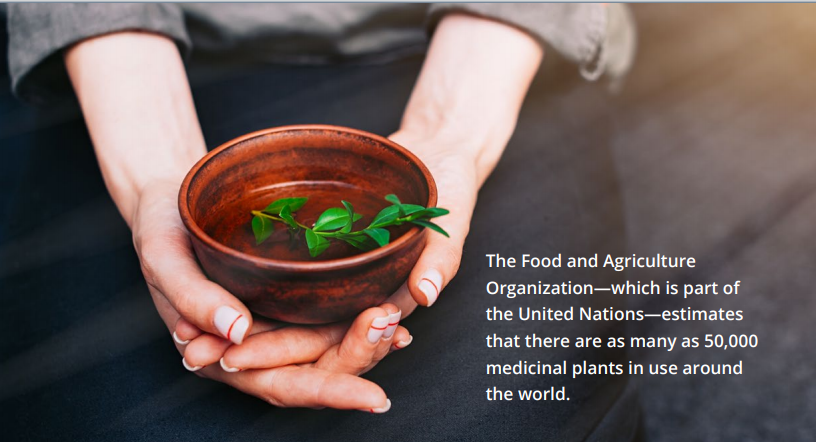 The Food and Agriculture
Organization—which is part of
the United Nations—estimates
that there are as many as 50,000
medicinal plants in use around
the world.